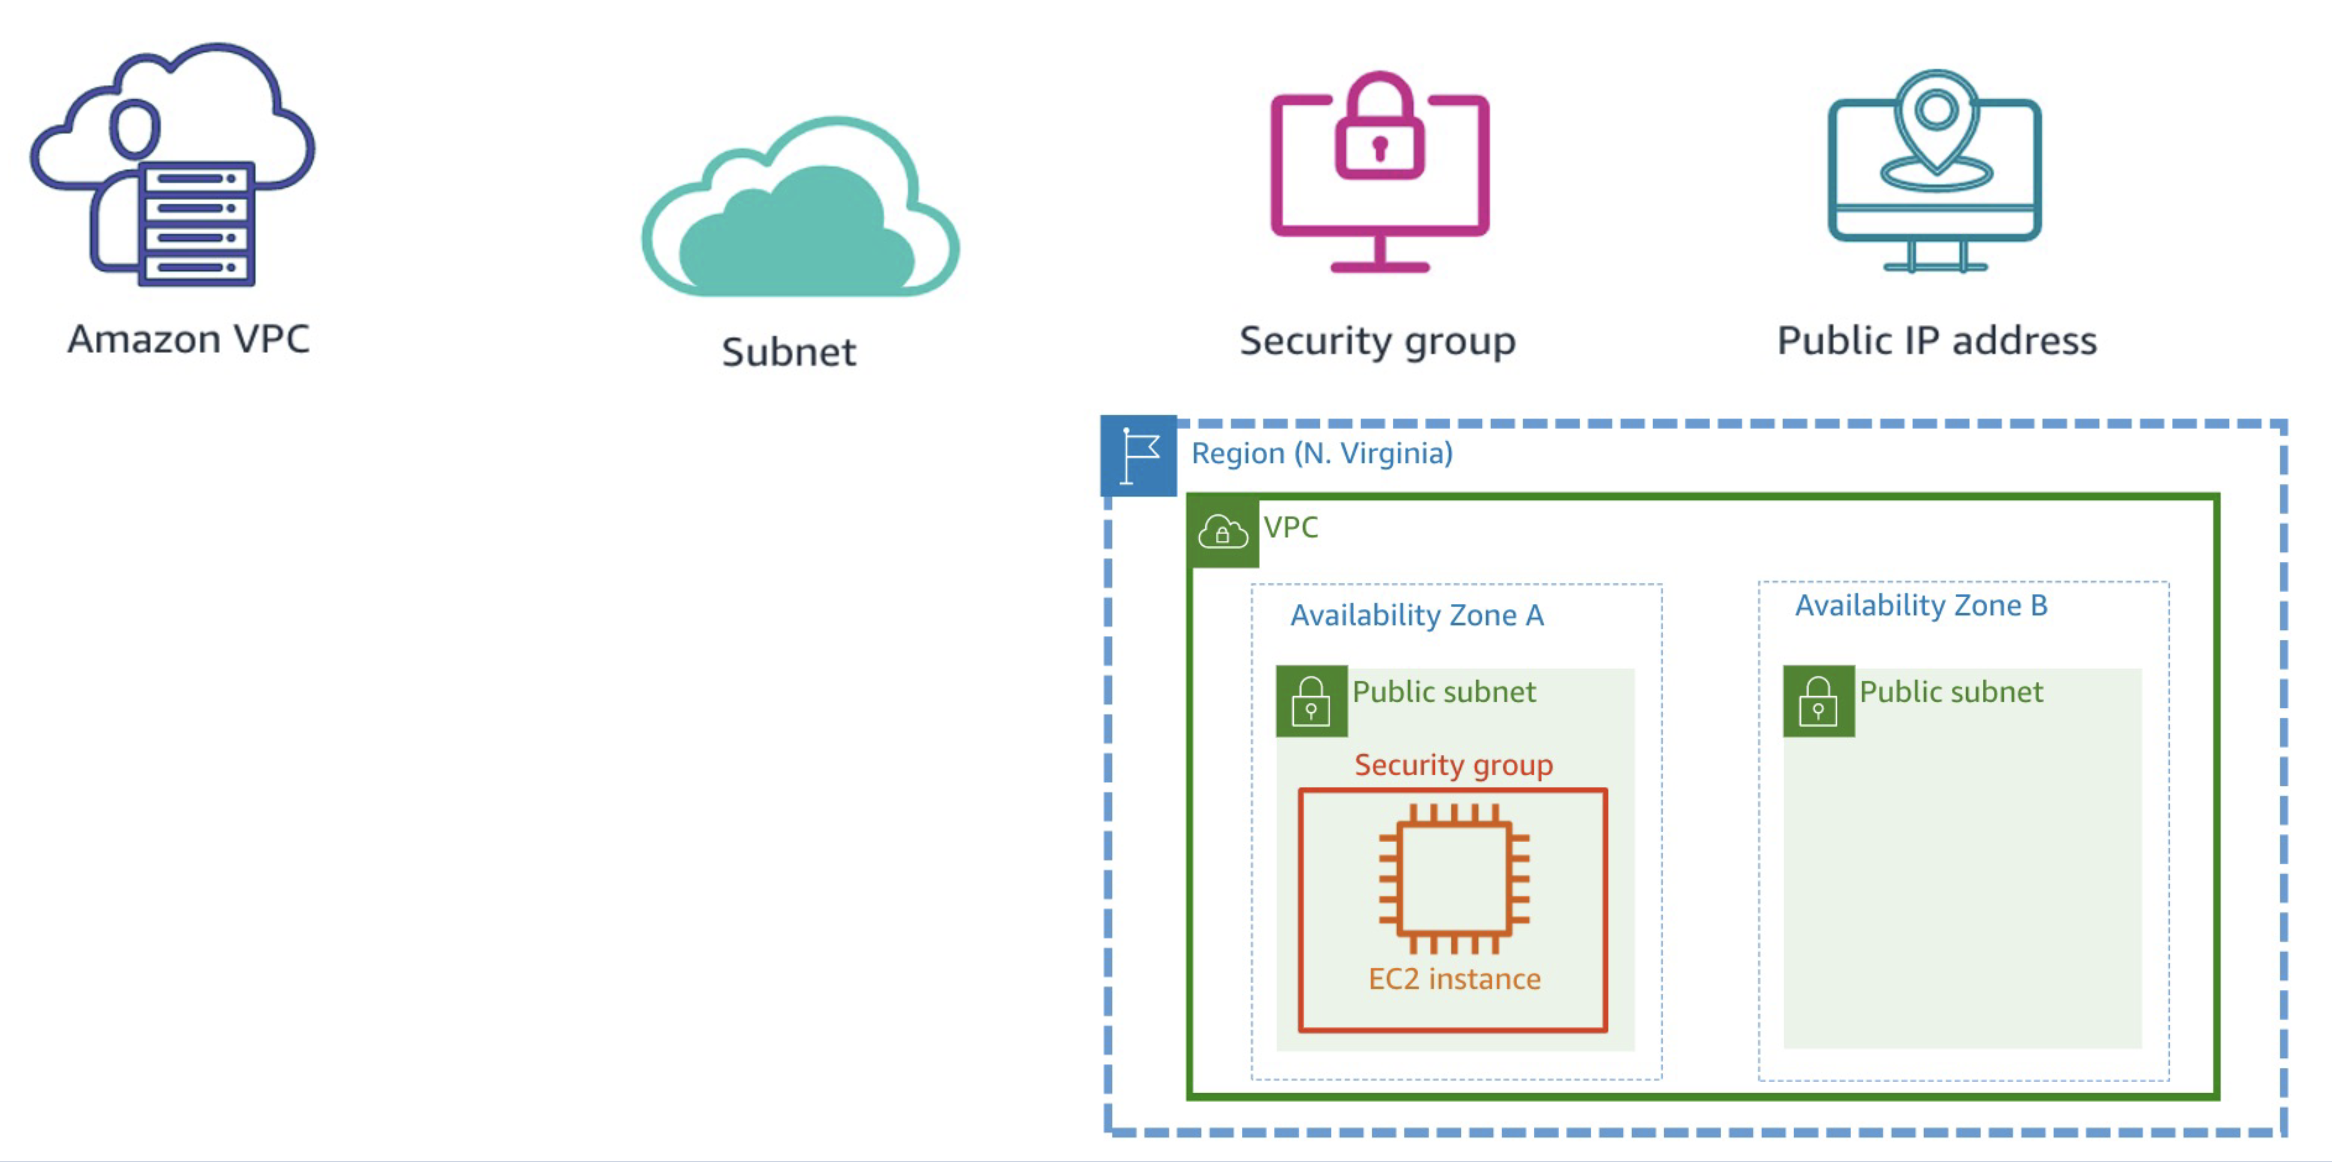 Amazon VPC
Subnet
Security group
Public IP address
Region (N. Virginia)
VPC
Availability Zone A
Availability Zone B
Public subnet
Public subnet
Security group
EC2 instance